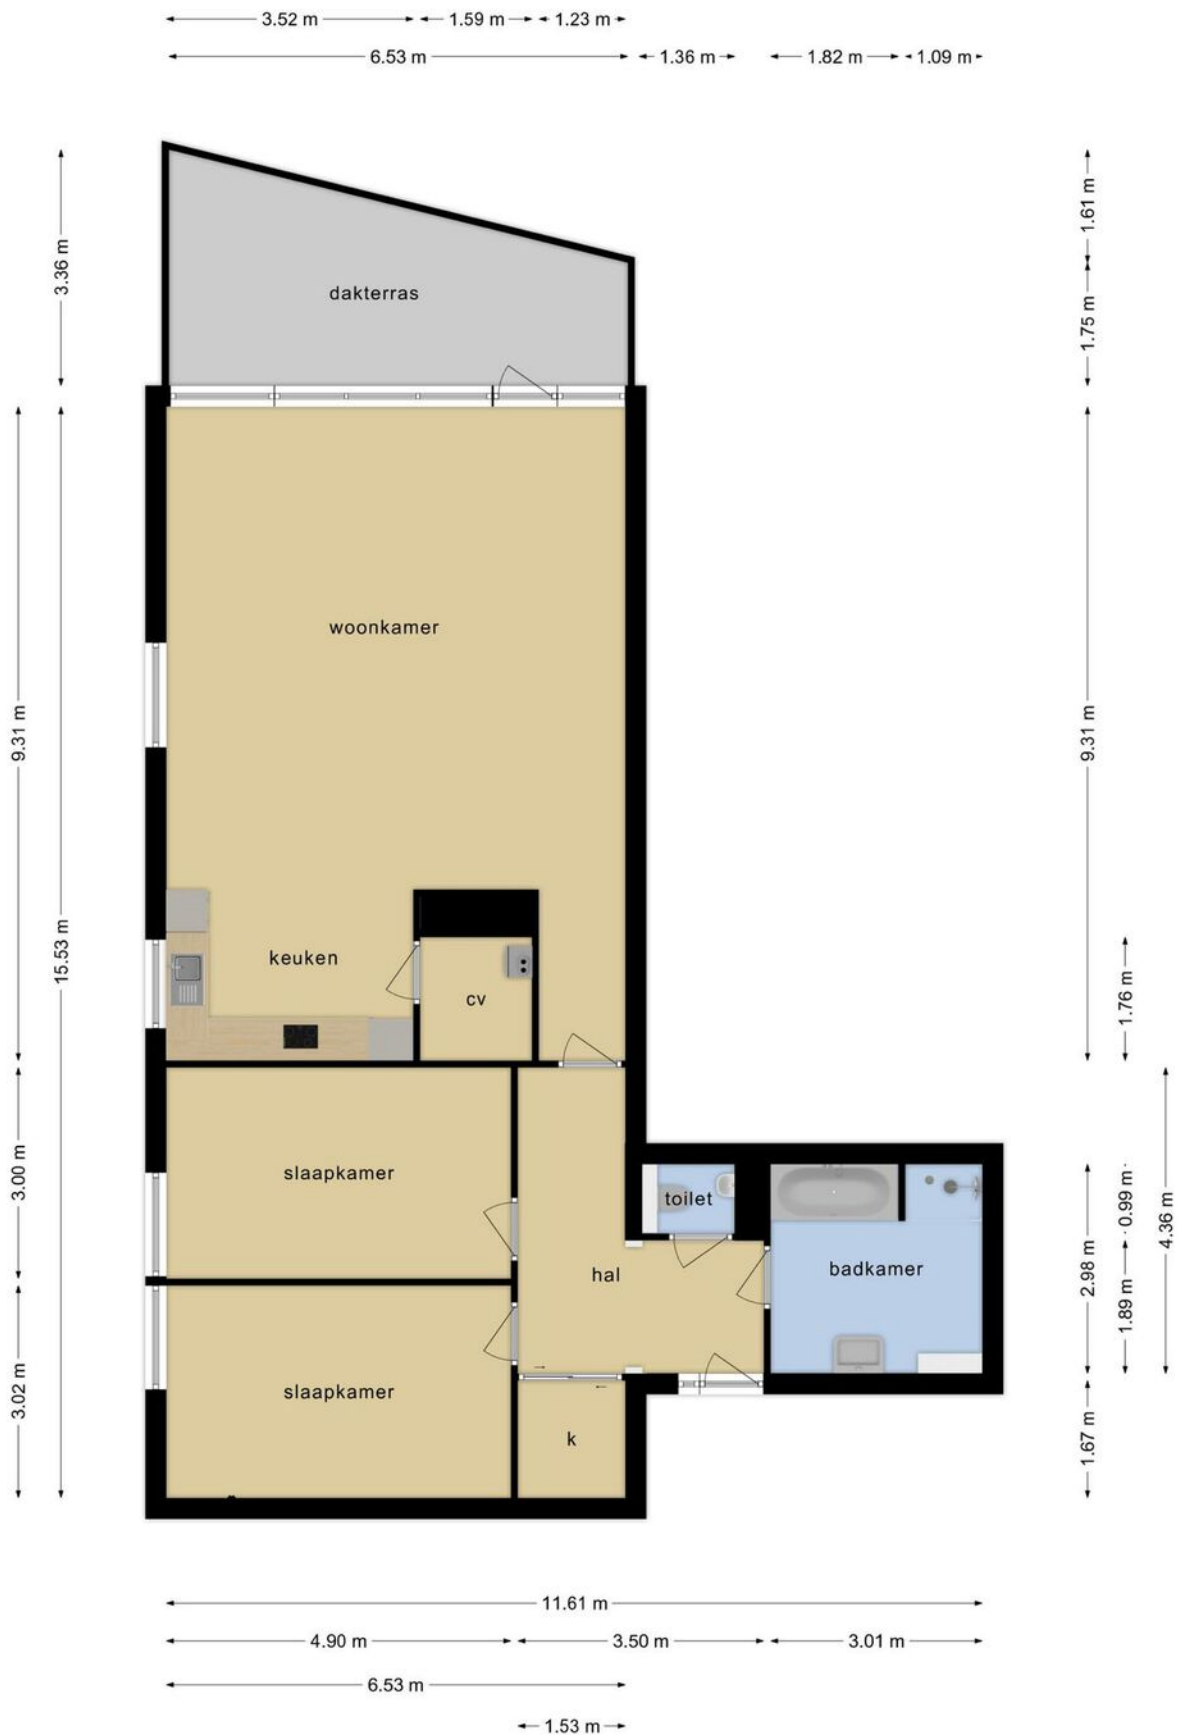 3.52 m
1.59 m
1.23 m
6.53 m
1.36 m
1.82 m
1.09 m
3.36 m
1.61 m
1.75 m
dakterras
woonkamer
9.31 m
15.53 m
9.31 m
keuken
cv
1.76 m
slaapkamer
3.00 m
toilet
0.99 m
4.36 m
2.98 m
1.89 m
hal
badkamer
slaapkamer
3.02 m
k
1.67 m
11.61 m
4.90 m
3.50 m
3.01 m
6.53 m
1.53 m